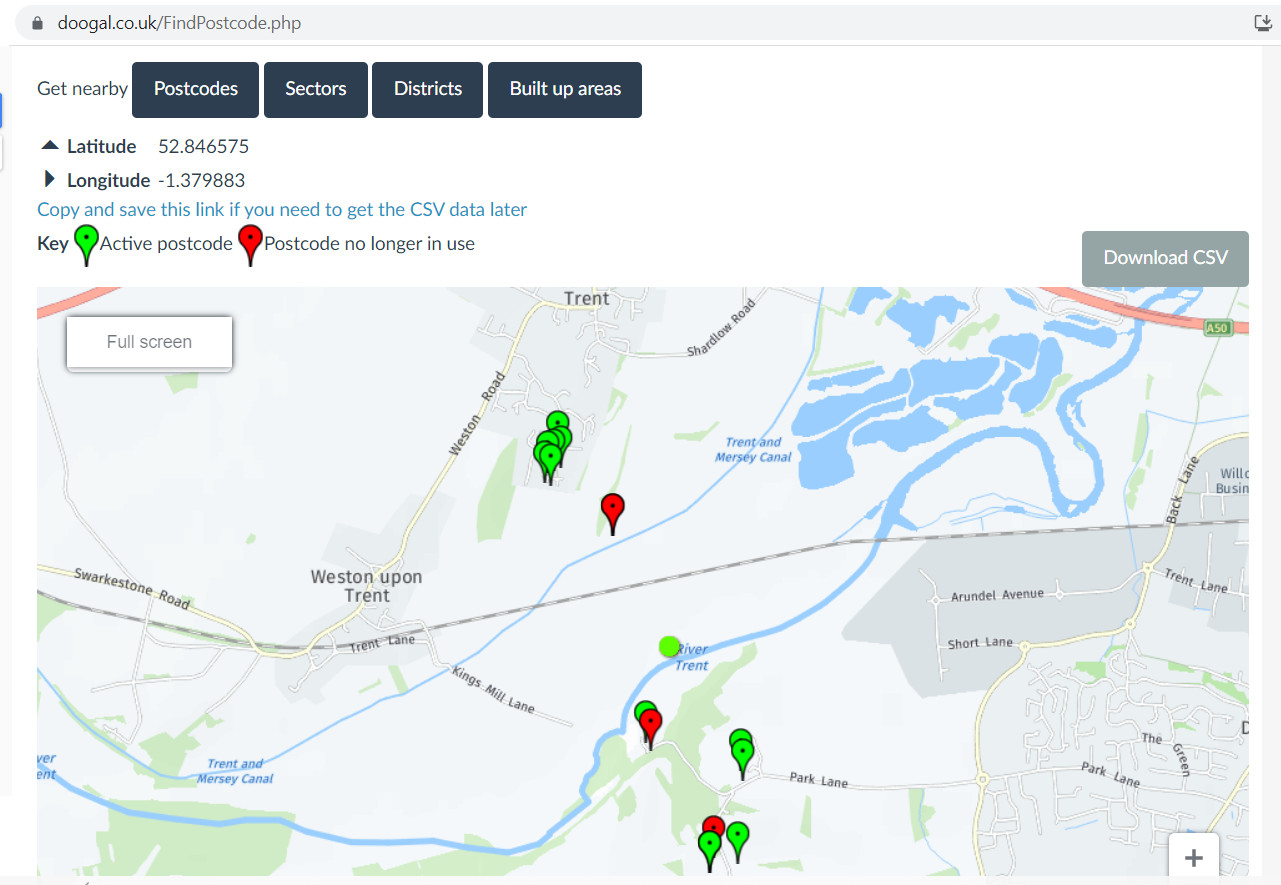 doogal.co.uk/FindPostcode.php
Get nearby Postcodes Sectors Districts Built up areas
Latitude 52.846575
Longitude -1.379883
Copy and save this link if you need to get the CSV data later
Key Active postcode Postcode no longer in use
Download CSV
Trent
Full screen
Shardlow Road
A50
Weston Road
Trent and
Mersey Canal
Back Lane
Willo
Busin
Weston upon
Trent
Swarkestone Road
Trent Lane
Arundel Avenue
Trent Lane
Short Lane
River
Trent
Kings Mill Lane
ver
ent
Trent and
Mersey Canal
Park Lane
The Green
Park Lane
D
+